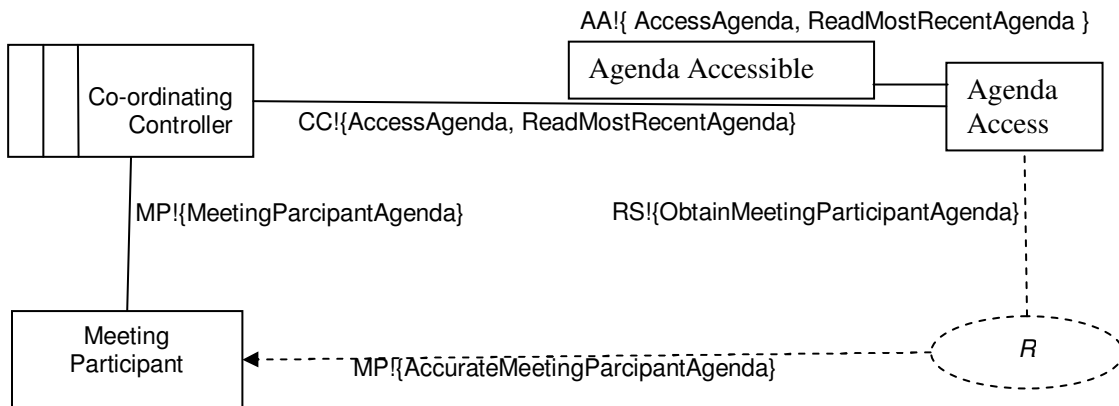 AA!{ AccessAgenda, ReadMostRecentAgenda }
Agenda Accessible
Co-ordinating
Controller
Agenda
Access
CC!{AccessAgenda, ReadMostRecentAgenda}
MP!{MeetingParcipantAgenda}
RS!{ObtainMeetingParticipantAgenda}
Meeting
Participant
R
MP!{AccurateMeetingParcipantAgenda}